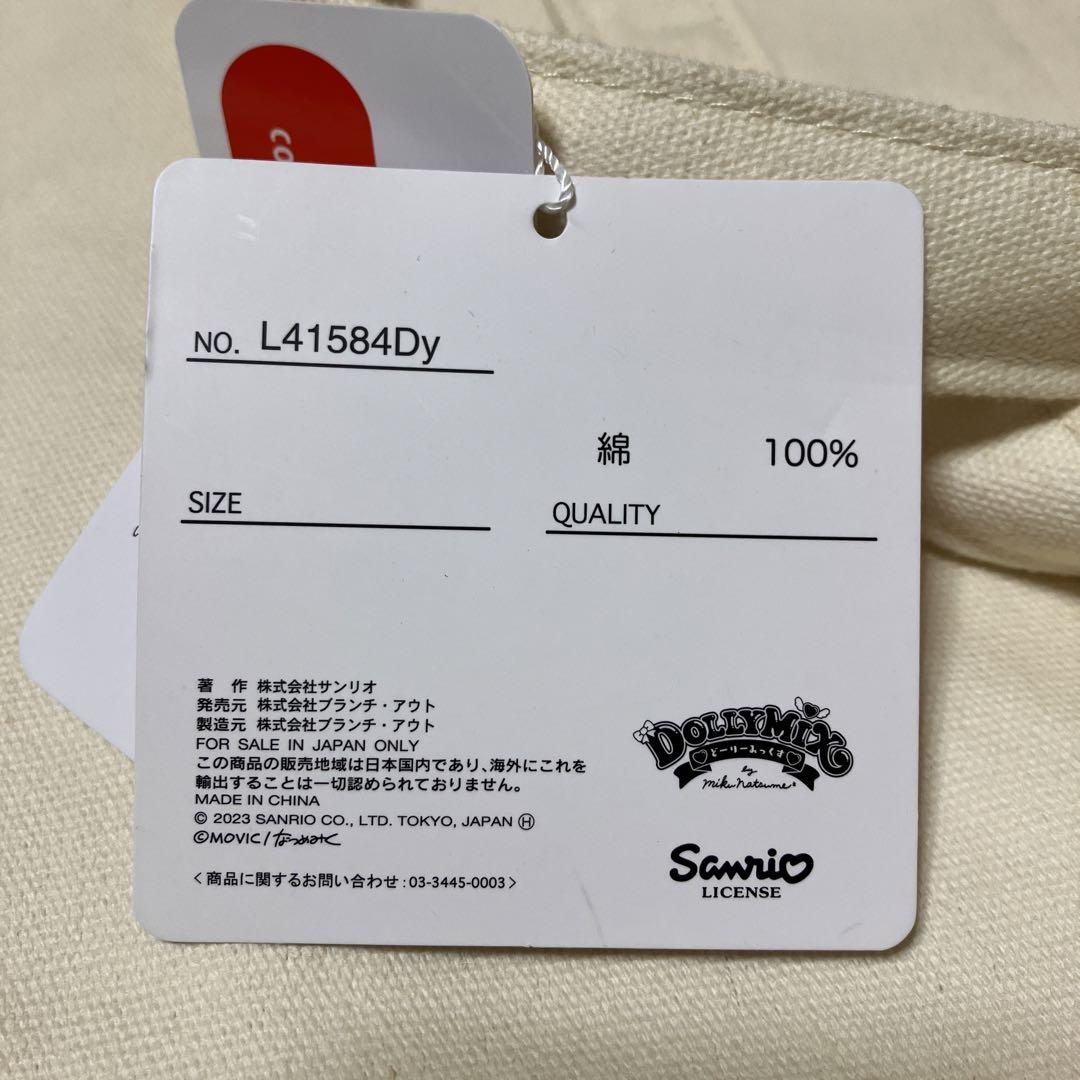 co
NO. L41584Dy
綿 100%
SIZE
QUALITY
著 作 株式会社サンリオ
発売元 株式会社ブランチ・アウト
製造元 株式会社ブランチ・アウト
FOR SALE IN JAPAN ONLY
この商品の販売地域は日本国内であり、海外にこれを
輸出することは一切認められておりません。
MADE IN CHINA
© 2023 SANRIO CO., LTD. TOKYO, JAPAN Ⓗ
©MOVIC/なつめみく
〈商品に関するお問い合わせ:03-3445-0003〉
DOLLYMIX
どーりーみっくす
by
miku natsume
Sanrio
LICENSE